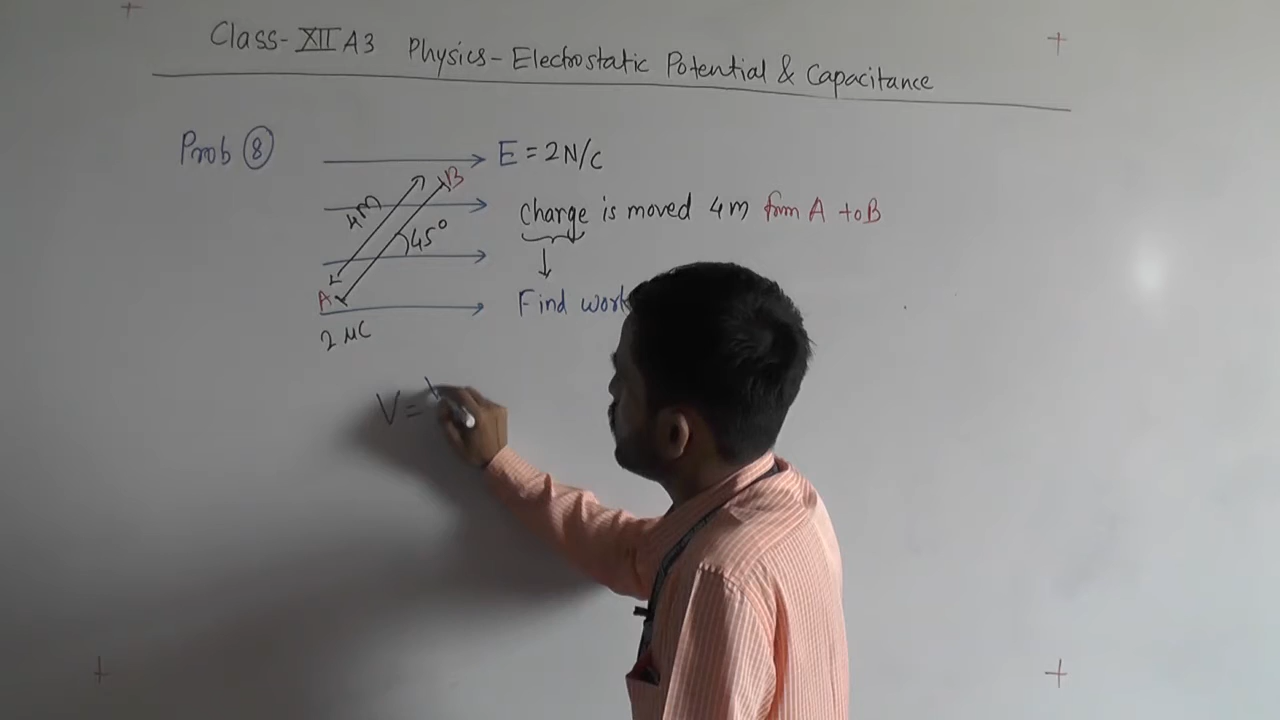 Class-XII A3 Physics-Electrostatic Potential & Capacitance
Prob 8
E = 2N/C
B
4m
charge is moved 4m from A to B
45°
A
Find work
2 μC
V=